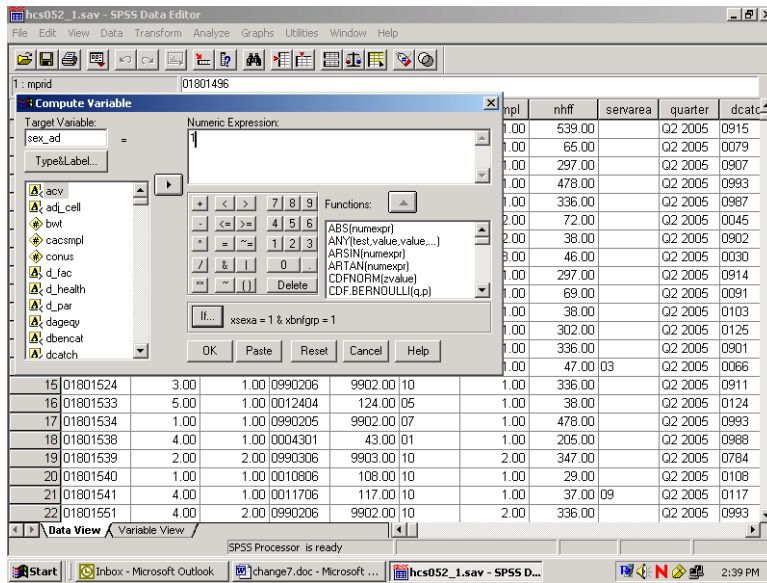 hcs052_1.sav - SPSS Data Editor
File Edit View Data Transform Analyze Graphs Utilities Window Help
1 : mprid 01801496
Compute Variable
Target Variable:
sex_ad
=
Type&Label...
Numeric Expression:
1
acv
adj_cell
bwt
cacsmpl
conus
d_fac
d_health
d_par
dageqy
dbencat
dcatch
+ < > 7 8 9
- <= >= 4 5 6
* = ~= 1 2 3
/ & | 0 .
** ~ () Delete
Functions:
ABS(numexpr)
ANY(test,value,value,...)
ARSIN(numexpr)
ARTAN(numexpr)
CDFNORM(zvalue)
CDF.BERNOULLI(q,p)
If... xsexa = 1 & xbnfgrp = 1
OK Paste Reset Cancel Help
mpl nhff servarea quarter dcatc
1.00 539.00 Q2 2005 0915
1.00 65.00 Q2 2005 0079
1.00 297.00 Q2 2005 0907
1.00 478.00 Q2 2005 0993
1.00 336.00 Q2 2005 0987
2.00 72.00 Q2 2005 0045
2.00 38.00 Q2 2005 0902
3.00 46.00 Q2 2005 0030
1.00 297.00 Q2 2005 0914
1.00 69.00 Q2 2005 0091
1.00 38.00 Q2 2005 0103
1.00 302.00 Q2 2005 0125
1.00 336.00 Q2 2005 0901
1.00 47.00 03 Q2 2005 0066
15 01801524 3.00 1.00 0990206 9902.00 10 1.00 336.00 Q2 2005 0911
16 01801533 5.00 1.00 0012404 124.00 05 1.00 38.00 Q2 2005 0124
17 01801534 1.00 1.00 0990205 9902.00 07 1.00 478.00 Q2 2005 0993
18 01801538 4.00 1.00 0004301 43.00 01 1.00 205.00 Q2 2005 0988
19 01801539 2.00 2.00 0990306 9903.00 10 2.00 347.00 Q2 2005 0784
20 01801540 1.00 1.00 0010806 108.00 10 1.00 29.00 Q2 2005 0108
21 01801541 4.00 1.00 0011706 117.00 10 1.00 37.00 09 Q2 2005 0117
22 01801551 4.00 2.00 0990206 9902.00 10 2.00 336.00 Q2 2005 0993
Data View Variable View
SPSS Processor is ready
Start Inbox - Microsoft Outlook change7.doc - Microsoft ... hcs052_1.sav - SPSS D... 2:39 PM